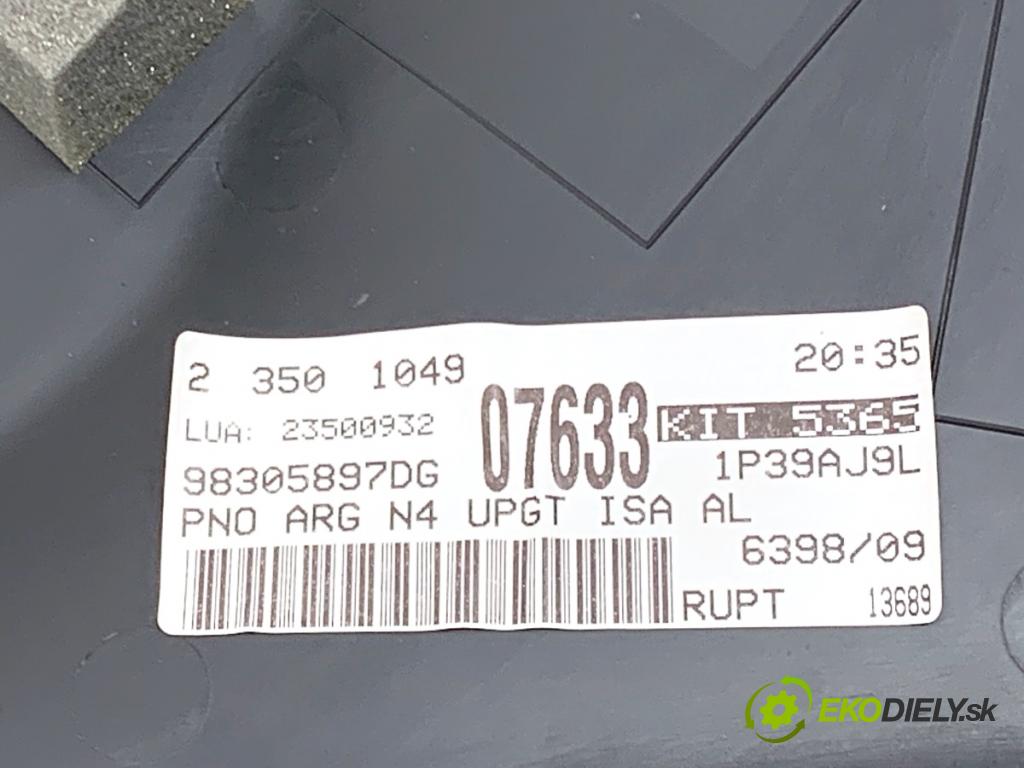 2 350 1049 20:35
LUA: 23500932 07633 KIT 5365
98305897DG 1P39AJ9L
PNO ARG N4 UPGT ISA AL
6398/09
RUPT 13689
EKODIELY.sk